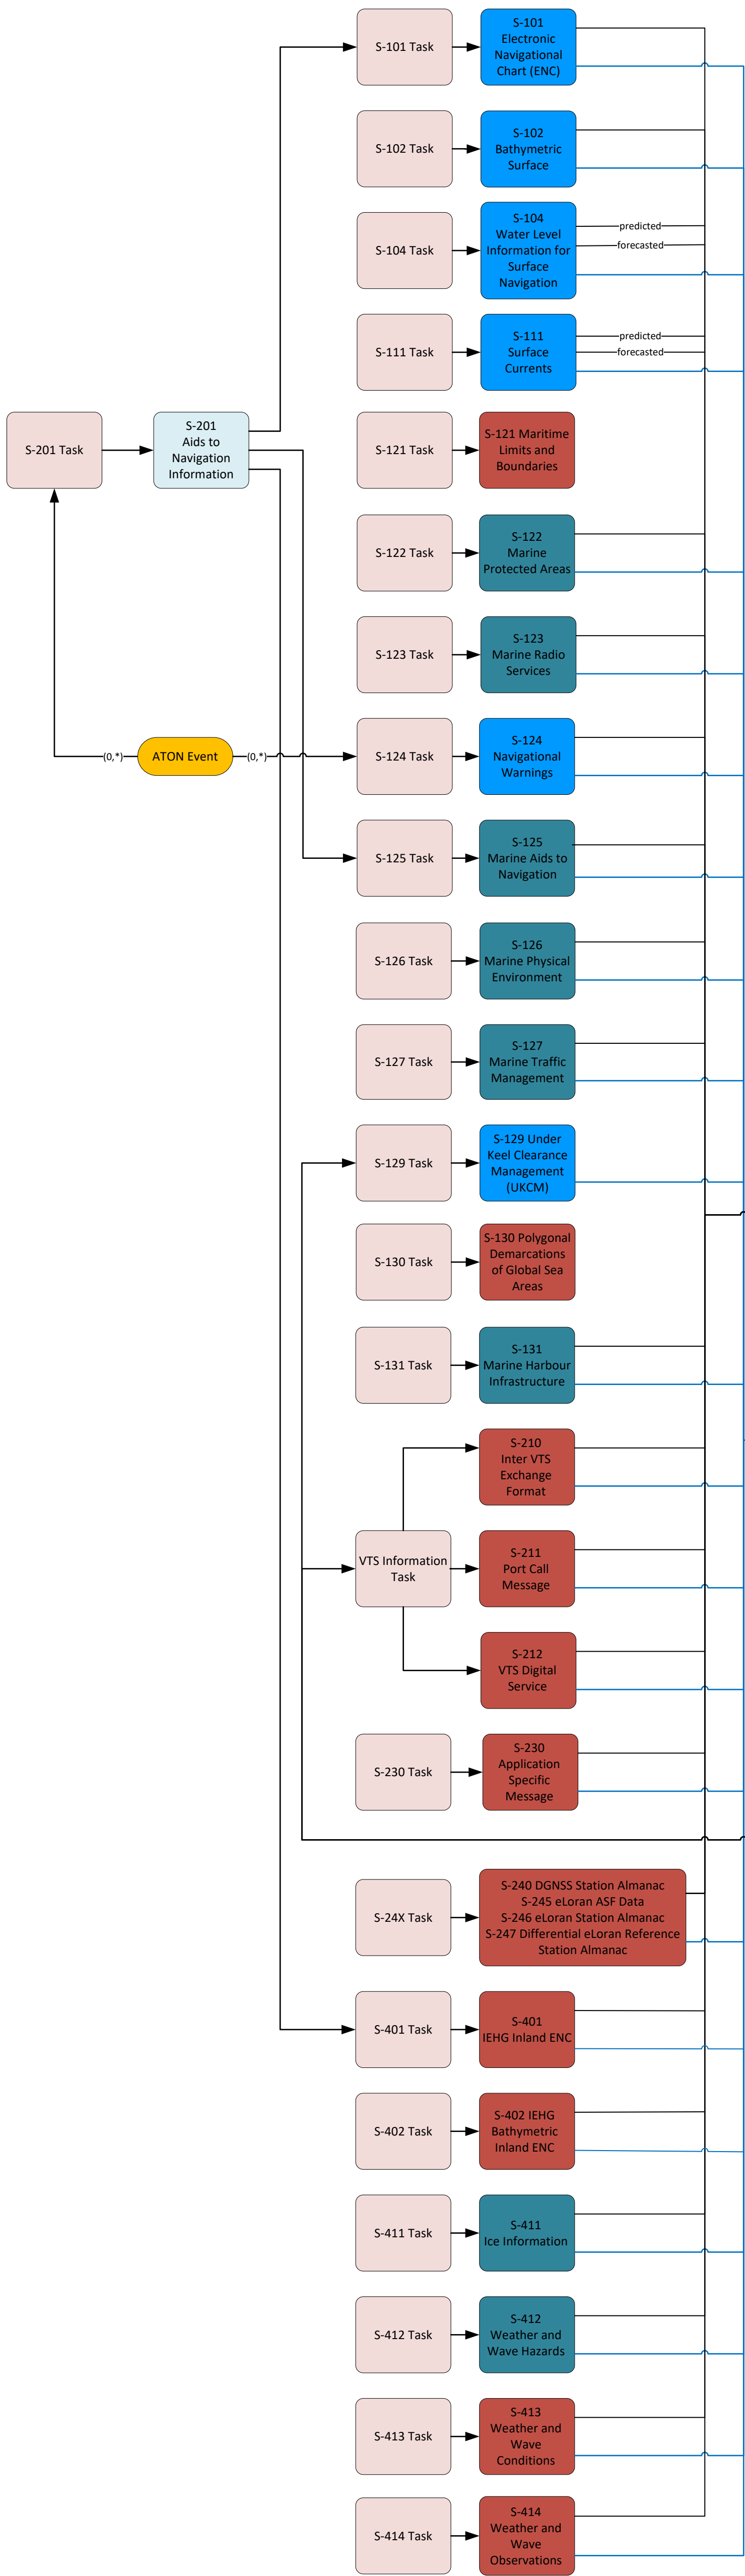 S-101 Task
S-101
Electronic
Navigational
Chart (ENC)
S-102 Task
S-102
Bathymetric
Surface
S-104 Task
S-104
Water Level
Information for
Surface
Navigation
predicted
forecasted
S-111 Task
S-111
Surface
Currents
predicted
forecasted
S-201 Task
S-201
Aids to
Navigation
Information
S-121 Task
S-121 Maritime
Limits and
Boundaries
S-122 Task
S-122
Marine
Protected Areas
S-123 Task
S-123
Marine Radio
Services
(0,*)
ATON Event
(0,*)
S-124 Task
S-124
Navigational
Warnings
S-125 Task
S-125
Marine Aids to
Navigation
S-126 Task
S-126
Marine Physical
Environment
S-127 Task
S-127
Marine Traffic
Management
S-129 Task
S-129 Under
Keel Clearance
Management
(UKCM)
S-130 Task
S-130 Polygonal
Demarcations
of Global Sea
Areas
S-131 Task
S-131
Marine Harbour
Infrastructure
S-210
Inter VTS
Exchange
Format
VTS Information
Task
S-211
Port Call
Message
S-212
VTS Digital
Service
S-230 Task
S-230
Application
Specific
Message
S-24X Task
S-240 DGNSS Station Almanac
S-245 eLoran ASF Data
S-246 eLoran Station Almanac
S-247 Differential eLoran Reference
Station Almanac
S-401 Task
S-401
IEHG Inland ENC
S-402 Task
S-402 IEHG
Bathymetric
Inland ENC
S-411 Task
S-411
Ice Information
S-412 Task
S-412
Weather and
Wave Hazards
S-413 Task
S-413
Weather and
Wave
Conditions
S-414 Task
S-414
Weather and
Wave
Observations